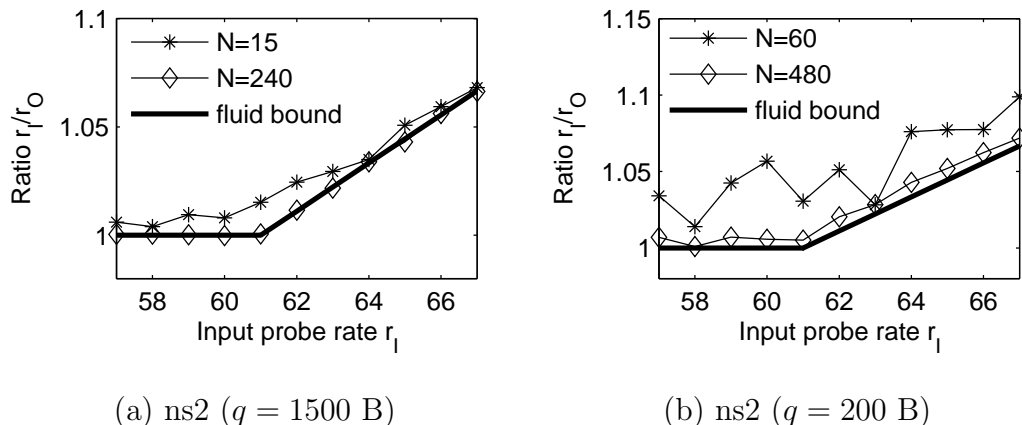 1.1
1.05
1
Ratio r_I/r_O
N=15
N=240
fluid bound
58 60 62 64 66
Input probe rate r_I
(a) ns2 (q = 1500 B)
1.15
1.1
1.05
1
Ratio r_I/r_O
N=60
N=480
fluid bound
58 60 62 64 66
Input probe rate r_I
(b) ns2 (q = 200 B)